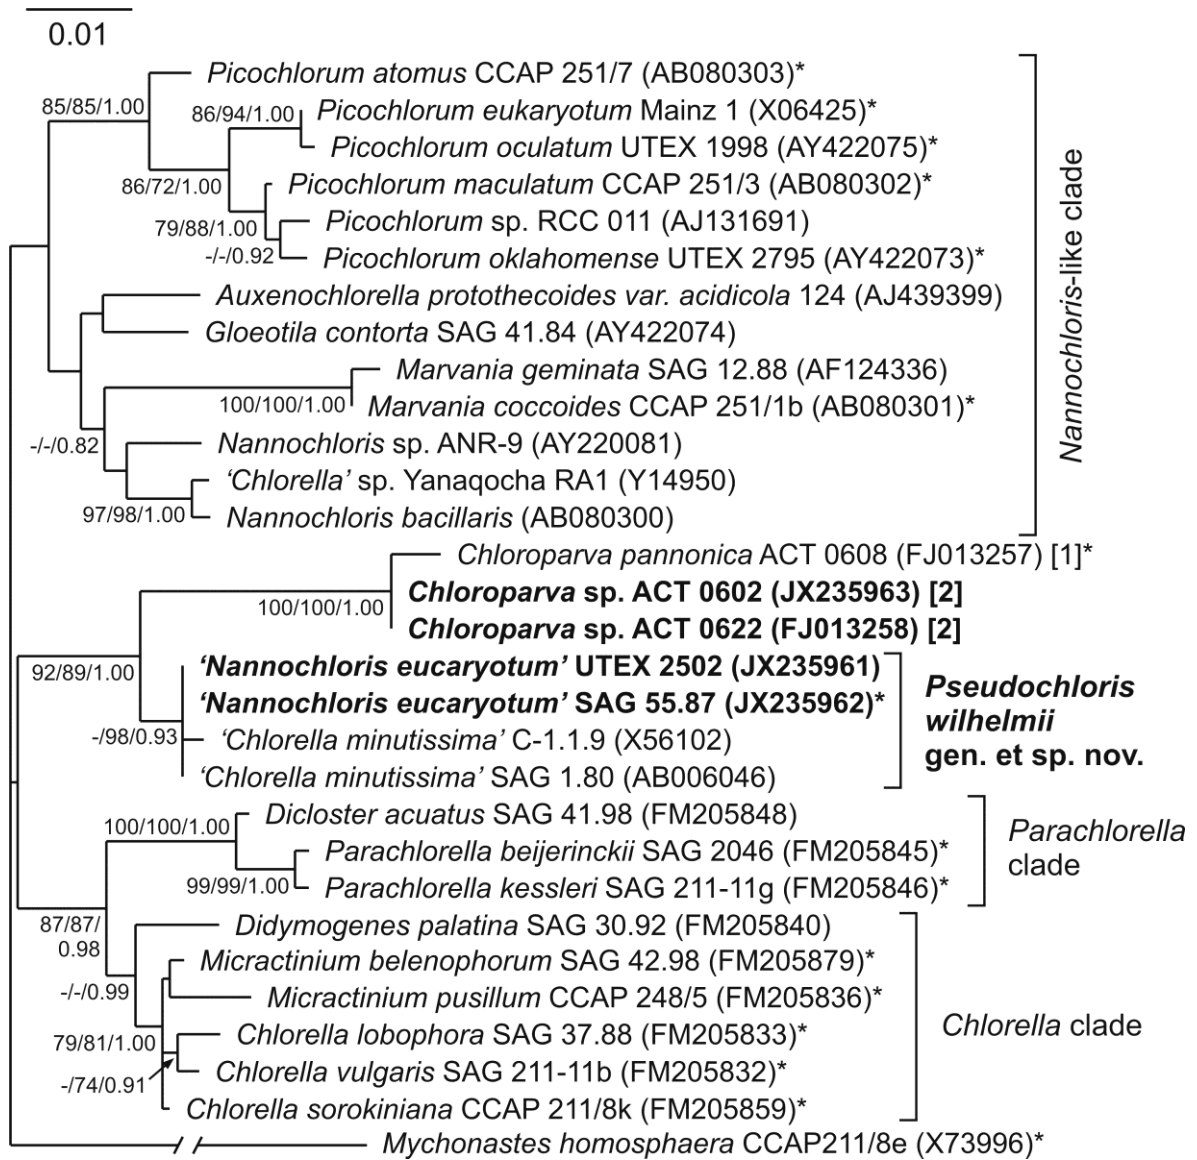 0.01
Picochlorum atomus CCAP 251/7 (AB080303)*
85/85/1.00
86/94/1.00
Picochlorum eukaryotum Mainz 1 (X06425)*
Picochlorum oculatum UTEX 1998 (AY422075)*
86/72/1.00
Picochlorum maculatum CCAP 251/3 (AB080302)*
79/88/1.00
Picochlorum sp. RCC 011 (AJ131691)
-/-/0.92
Picochlorum oklahomense UTEX 2795 (AY422073)*
Auxenochlorella protothecoides var. acidicola 124 (AJ439399)
Gloeotila contorta SAG 41.84 (AY422074)
Marvania geminata SAG 12.88 (AF124336)
100/100/1.00
Marvania coccoides CCAP 251/1b (AB080301)*
-/-/0.82
Nannochloris sp. ANR-9 (AY220081)
'Chlorella' sp. Yanaqocha RA1 (Y14950)
97/98/1.00
Nannochloris bacillaris (AB080300)
Nannochloris-like clade
Chloroparva pannonica ACT 0608 (FJ013257) [1]*
100/100/1.00
Chloroparva sp. ACT 0602 (JX235963) [2]
Chloroparva sp. ACT 0622 (FJ013258) [2]
92/89/1.00
'Nannochloris eucaryotum' UTEX 2502 (JX235961)
'Nannochloris eucaryotum' SAG 55.87 (JX235962)*
-/98/0.93
'Chlorella minutissima' C-1.1.9 (X56102)
'Chlorella minutissima' SAG 1.80 (AB006046)
Pseudochloris
wilhelmii
gen. et sp. nov.
Dicloster acuatus SAG 41.98 (FM205848)
100/100/1.00
Parachlorella beijerinckii SAG 2046 (FM205845)*
99/99/1.00
Parachlorella kessleri SAG 211-11g (FM205846)*
Parachlorella
clade
87/87/
0.98
Didymogenes palatina SAG 30.92 (FM205840)
Micractinium belenophorum SAG 42.98 (FM205879)*
-/-/0.99
Micractinium pusillum CCAP 248/5 (FM205836)*
79/81/1.00
Chlorella lobophora SAG 37.88 (FM205833)*
-/74/0.91
Chlorella vulgaris SAG 211-11b (FM205832)*
Chlorella sorokiniana CCAP 211/8k (FM205859)*
Chlorella clade
Mychonastes homosphaera CCAP211/8e (X73996)*